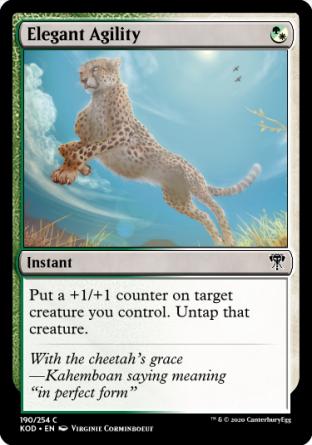 Elegant Agility
Instant
Put a +1/+1 counter on target
creature you control. Untap that
creature.
With the cheetah's grace
—Kahemboan saying meaning
"in perfect form"
190/254 C
KOD • EN Virginie Corminboeuf
™ & © 2020 CanterburyEgg